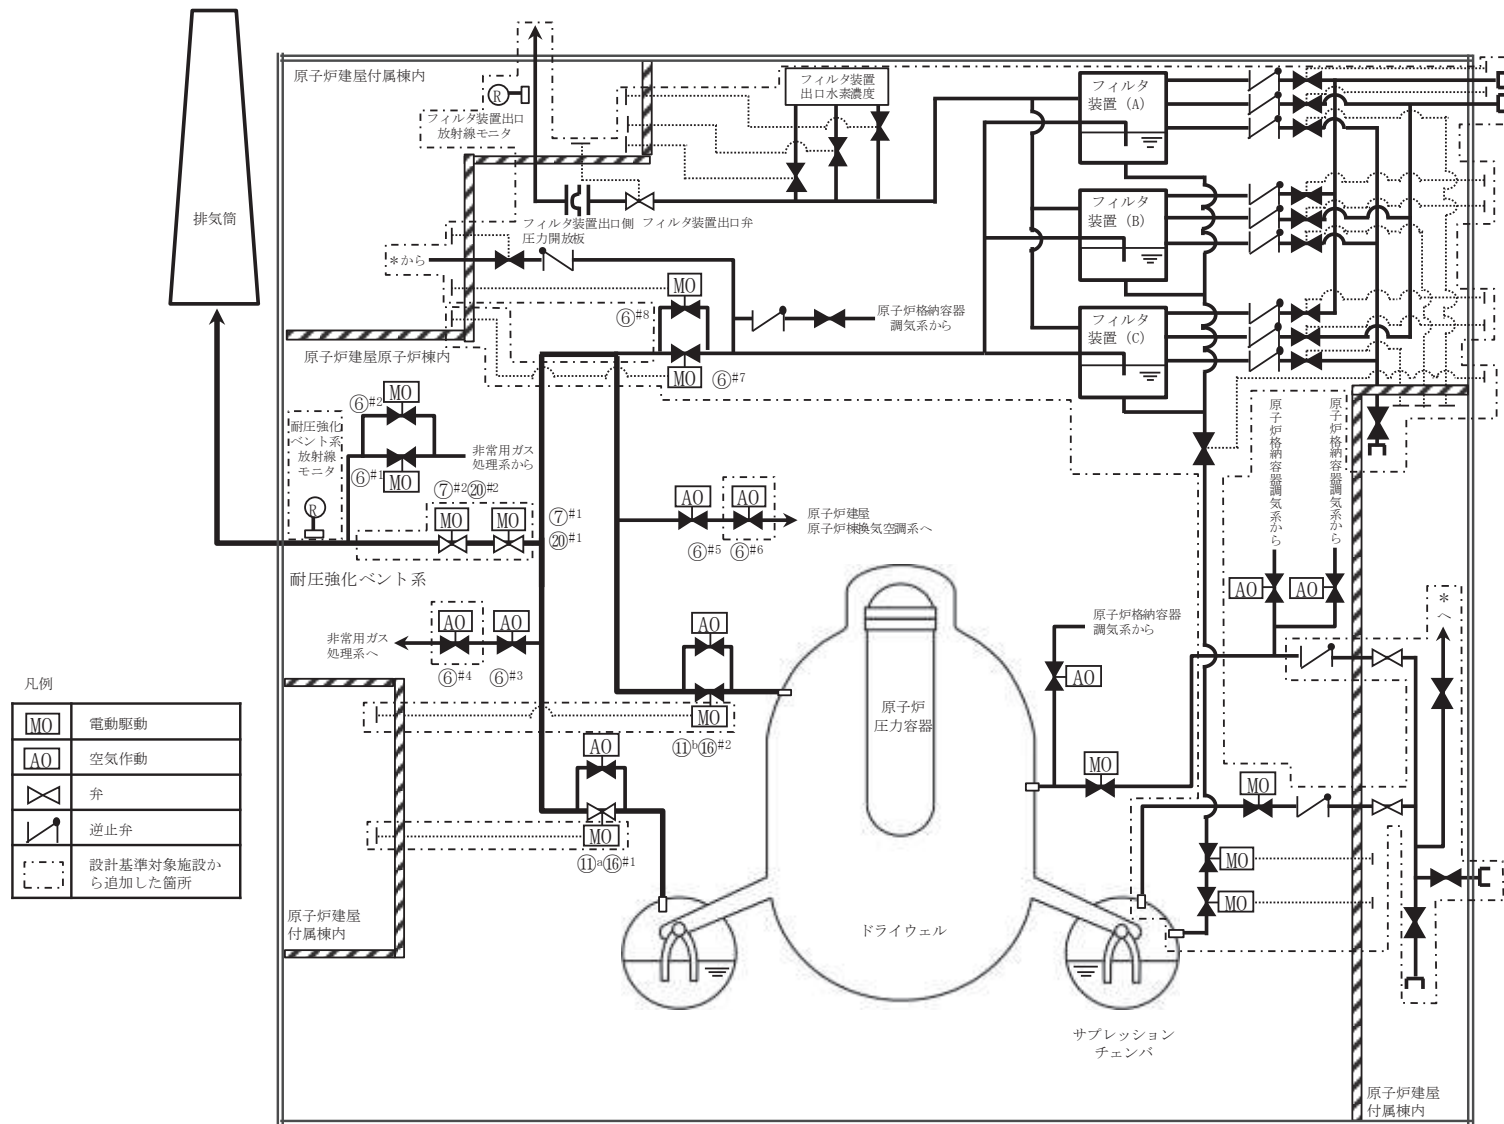 原子炉建屋付属棟内
R
フィルタ装置出口
放射線モニタ
フィルタ装置
出口水素濃度
フィルタ
装置（A）
フィルタ
装置（B）
フィルタ
装置（C）
排気筒
フィルタ装置出口側
圧力開放板
フィルタ装置出口弁
＊から
MO
⑥#8
MO
⑥#7
原子炉格納容器
調気系から
原子炉建屋原子炉棟内
⑥#2
MO
⑥#1
MO
非常用ガス
処理系から
耐圧強化
ベント系
放射線
モニタ
R
⑦#2⑳#2
MO
MO
⑦#1
⑳#1
耐圧強化ベント系
AO
AO
⑥#5
⑥#6
原子炉建屋
原子炉棟換気空調系へ
原子炉格納容器調気系から
原子炉格納容器調気系から
AO
AO
＊へ
非常用ガス
処理系へ
AO
AO
⑥#4
⑥#3
AO
MO
⑪b⑯#2
AO
MO
⑪a⑯#1
原子炉格納容器
調気系から
AO
MO
MO
MO
MO
原子炉
圧力容器
ドライウェル
サプレッション
チェンバ
凡例
MO
電動駆動
AO
空気作動
弁
逆止弁
設計基準対象施設か
ら追加した箇所
原子炉建屋
付属棟内
原子炉建屋
付属棟内